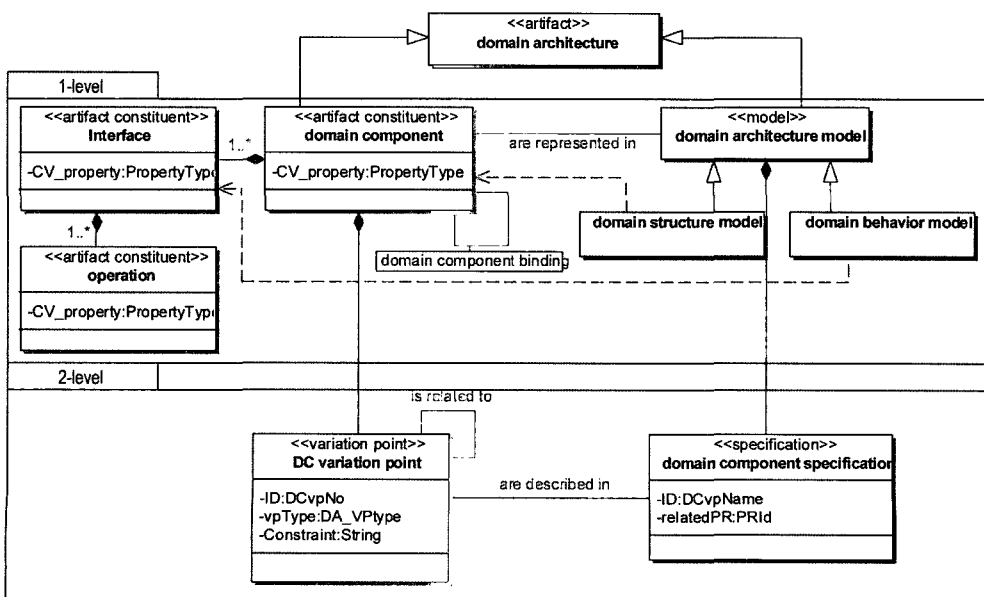 <<artifact>>
domain architecture
1-level
<<artifact constituent>>
Interface
-CV_property:PropertyType
1..*
<<artifact constituent>>
domain component
-CV_property:PropertyType
are represented in
<<model>>
domain architecture model
domain structure model
domain behavior model
domain component binding
1..*
<<artifact constituent>>
operation
-CV_property:PropertyType
2-level
is related to
<<variation point>>
DC variation point
-ID:DCvpNo
-vpType:DA_VPtype
-Constraint:String
are described in
<<specification>>
domain component specification
-ID:DCvpName
-relatedPR:PRId